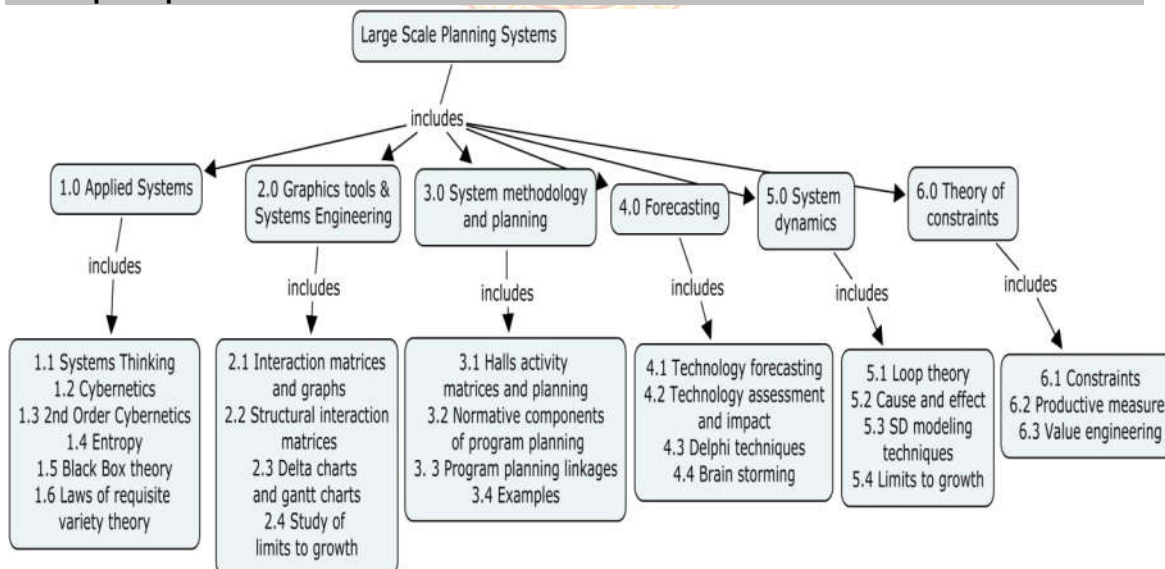 Large Scale Planning Systems
includes
1.0 Applied Systems
2.0 Graphics tools &
Systems Engineering
3.0 System methodology
and planning
4.0 Forecasting
5.0 System
dynamics
6.0 Theory of
constraints
includes
includes
includes
includes
includes
includes
1.1 Systems Thinking
1.2 Cybernetics
1.3 2nd Order Cybernetics
1.4 Entropy
1.5 Black Box theory
1.6 Laws of requisite
variety theory
2.1 Interaction matrices
and graphs
2.2 Structural interaction
matrices
2.3 Delta charts
and gantt charts
2.4 Study of
limits to growth
3.1 Halls activity
matrices and planning
3.2 Normative components
of program planning
3. 3 Program planning linkages
3.4 Examples
4.1 Technology forecasting
4.2 Technology assessment
and impact
4.3 Delphi techniques
4.4 Brain storming
5.1 Loop theory
5.2 Cause and effect
5.3 SD modeling
techniques
5.4 Limits to growth
6.1 Constraints
6.2 Productive measure
6.3 Value engineering